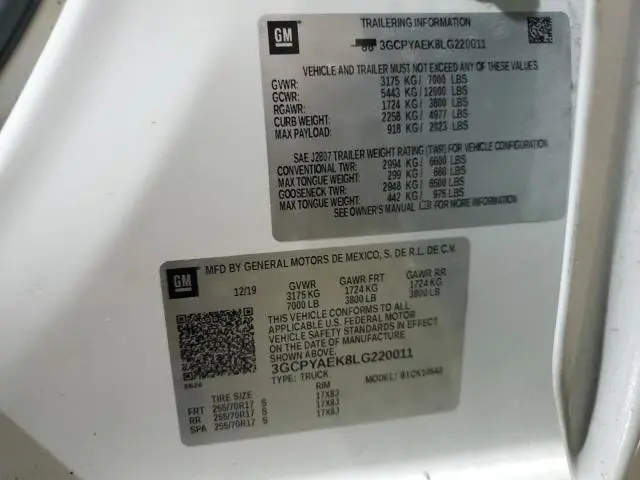 GM
TRAILERING INFORMATION
3GCPYAEK8LG220011
VEHICLE AND TRAILER MUST NOT EXCEED ANY OF THESE VALUES
GVWR: 3175 KG/ 7000 LBS
GCWR: 5443 KG/12000 LBS
RGAWR: 1724 KG/ 3800 LBS
CURB WEIGHT: 2258 KG/ 4977 LBS
MAX PAYLOAD: 918 KG/ 2023 LBS
SAE J2807 TRAILER WEIGHT RATING (TWR) FOR VEHICLE CONFIGURATION
CONVENTIONAL TWR: 2994 KG/ 6600 LBS
MAX TONGUE WEIGHT: 299 KG/ 660 LBS
GOOSENECK TWR: 2948 KG/ 6500 LBS
MAX TONGUE WEIGHT: 442 KG/ 975 LBS
SEE OWNER'S MANUAL FOR MORE INFORMATION
GM
MFD BY GENERAL MOTORS DE MEXICO, S. DE R.L. DE C.V.
12/19 GVWR GAWR FRT GAWR RR
3175 KG 1724 KG 1724 KG
7000 LB 3800 LB 3800 LB
THIS VEHICLE CONFORMS TO ALL
APPLICABLE U.S. FEDERAL MOTOR
VEHICLE SAFETY STANDARDS IN EFFECT
ON THE DATE OF MANUFACTURE
SHOWN ABOVE.
3GCPYAEK8LG220011
TYPE: TRUCK MODEL:
TIRE SIZE RIM
FRT 255/70R17 S 17X8J
RR 255/70R17 S 17X8J
SPA 255/70R17 S 17X8J